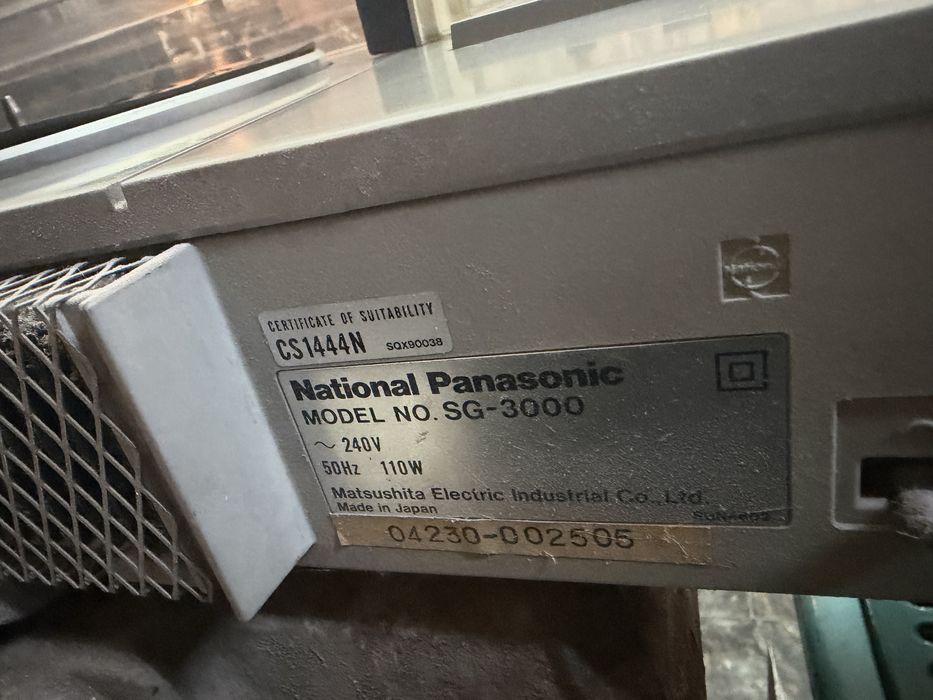 CERTIFICATE OF SUITABILITY
CS1444N SQX90038
National Panasonic
MODEL NO. SG-3000
～ 240V
50Hz 110W
Matsushita Electric Industrial Co., Ltd.
Made in Japan
04230-002505